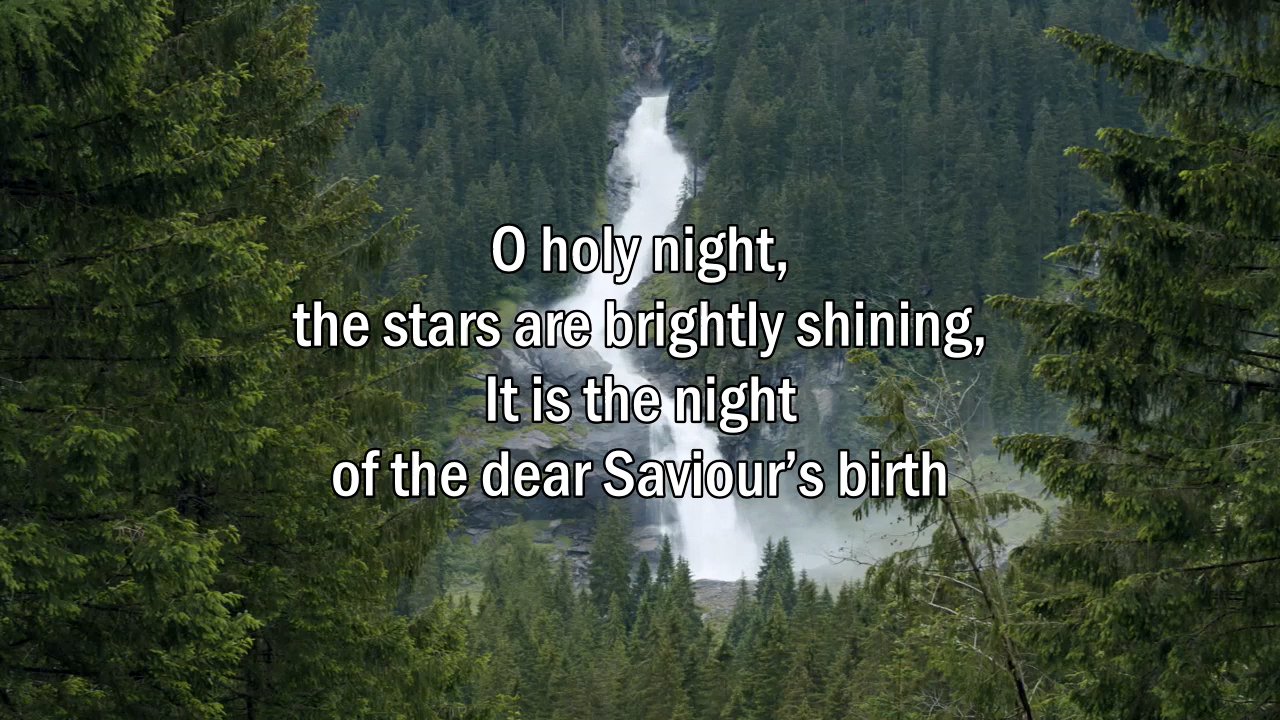 O holy night,
the stars are brightly shining,
It is the night
of the dear Saviour’s birth